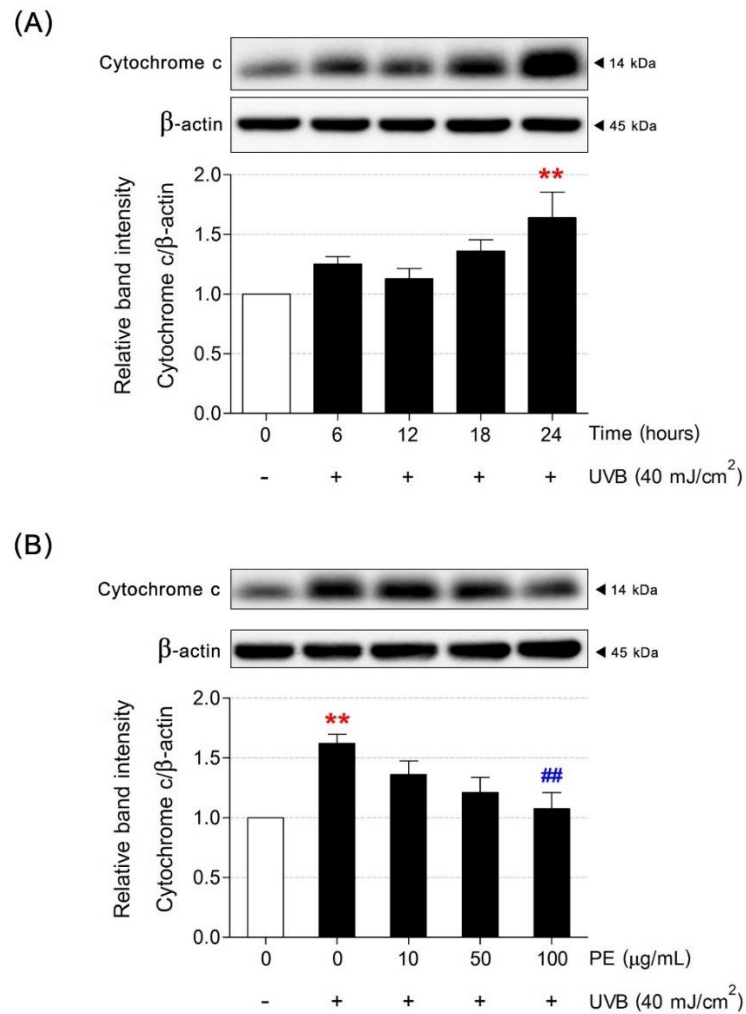 (A)
Cytochrome c ◄ 14 kDa
β-actin ◄ 45 kDa
Relative band intensity
Cytochrome c/β-actin
2.0
1.5
1.0
0.5
0.0
**
0 6 12 18 24 Time (hours)
- + + + + UVB (40 mJ/cm²)
(B)
Cytochrome c ◄ 14 kDa
β-actin ◄ 45 kDa
Relative band intensity
Cytochrome c/β-actin
2.0
1.5
1.0
0.5
0.0
**
##
0 0 10 50 100 PE (μg/mL)
- + + + + UVB (40 mJ/cm²)